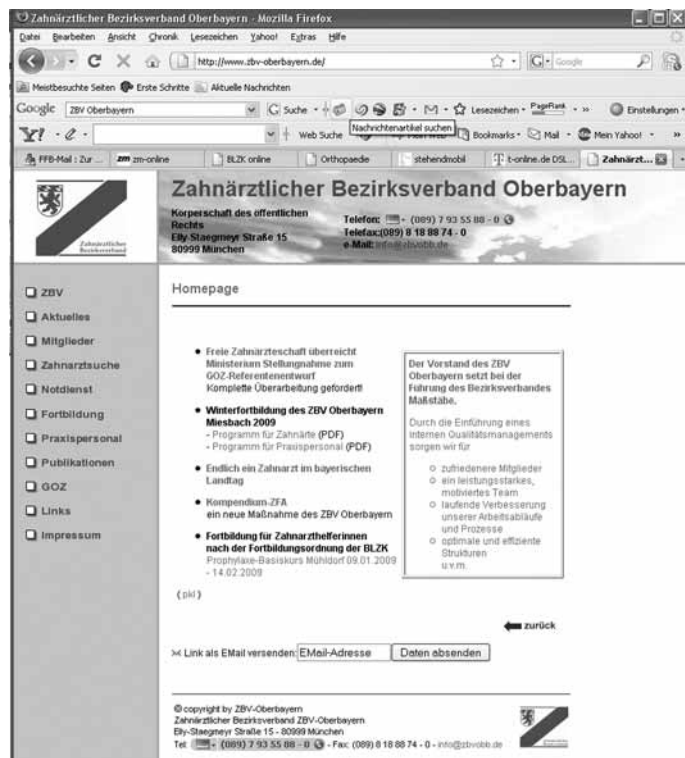 Zahnärztlicher Bezirksverband Oberbayern - Mozilla Firefox
Datei Bearbeiten Ansicht Chronik Lesezeichen Yahoo! Extras Hilfe
http://www.zbv-oberbayern.de/
Google
Meistbesuchte Seiten Erste Schritte Aktuelle Nachrichten
Google ZBV Oberbayern Suche Lesezeichen PageRank Einstellungen
Web Suche Bookmarks Mail Mein Yahoo!
Nachrichtenartikel suchen
FFB-Mail : Zur ... zm-online BLZK online Orthopaedie stehendmobil t-online.de DSL... Zahnärzt...
Zahnärztlicher Bezirksverband Oberbayern
Zahnärztlicher
Bezirksverband
Korperschaft des offentlichen
Rechts
Elly-Staegmeyr Straße 15
80999 München
Telefon: (089) 7 93 55 88 - 0
Telefax:(089) 8 18 88 74 - 0
e-Mail: info@zbvobb.de
ZBV
Aktuelles
Mitglieder
Zahnarztsuche
Notdienst
Fortbildung
Praxispersonal
Publikationen
GOZ
Links
Impressum
Homepage
Freie Zahnärzteschaft überreicht
Ministerium Stellungnahme zum
GOZ-Referentenentwurf
Komplette Überarbeitung gefordert!
Winterfortbildung des ZBV Oberbayern
Miesbach 2009
- Programm für Zahnärte (PDF)
- Programm für Praxispersonal (PDF)
Endlich ein Zahnarzt im bayerischen
Landtag
Kompendium-ZFA
ein neue Maßnahme des ZBV Oberbayern
Fortbildung für Zahnarzthelferinnen
nach der Fortbildungsordnung der BLZK
Prophylaxe-Basiskurs Mühldorf 09.01.2009
- 14.02.2009
Der Vorstand des ZBV
Oberbayern setzt bei der
Führung des Bezirksverbandes
Maßstäbe.
Durch die Einführung eines
internen Qualitätsmanagements
sorgen wir für
zufriedenere Mitglieder
ein leistungsstarkes,
motiviertes Team
laufende Verbesserung
unserer Arbeitsabläufe
und Prozesse
optimale und effiziente
Strukturen
u.v.m.
( pkl )
zurück
Link als EMail versenden: EMail-Adresse Daten absenden
© copyright by ZBV-Oberbayern
Zahnärztlicher Bezirksverband ZBV-Oberbayern
Elly-Staegmeyr Straße 15 - 80999 München
Tel: (089) 7 93 55 88 - 0 - Fax: (089) 8 18 88 74 - 0 - info@zbvobb.de